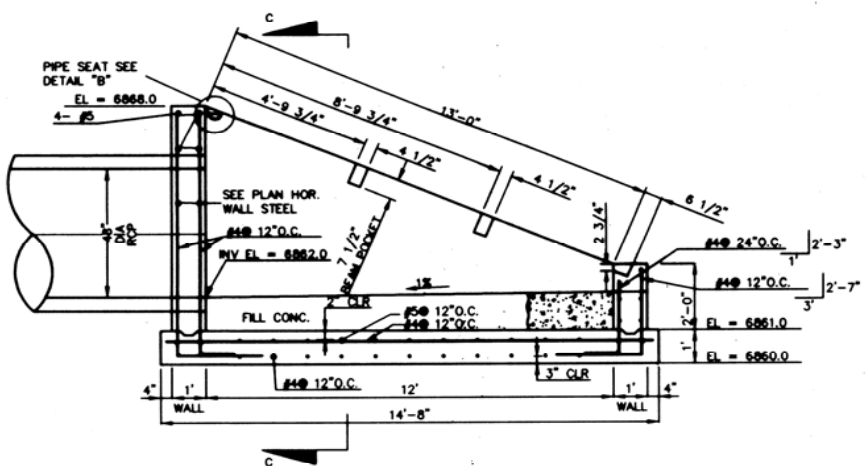 C
PIPE SEAT SEE
DETAIL "B"
EL = 6868.0
4- #5
13'-0"
8'-9 3/4"
4'-9 3/4"
4 1/2"
4 1/2"
6 1/2"
2 3/4"
7 1/2"
BEAM POCKET
48"
DIA
RCP
SEE PLAN HOR.
WALL STEEL
#4@ 12"O.C.
INV EL = 6862.0
1%
#4@ 24"O.C.
2'-3"
1'
#4@ 12"O.C.
2'-7"
3'
2'-0"
1'
EL = 6861.0
EL = 6860.0
FILL CONC.
2" CLR
#5@ 12"O.C.
#4@ 12"O.C.
3" CLR
#4@ 12"O.C.
4"
1'
12'
1'
4"
WALL
WALL
14'-8"
C